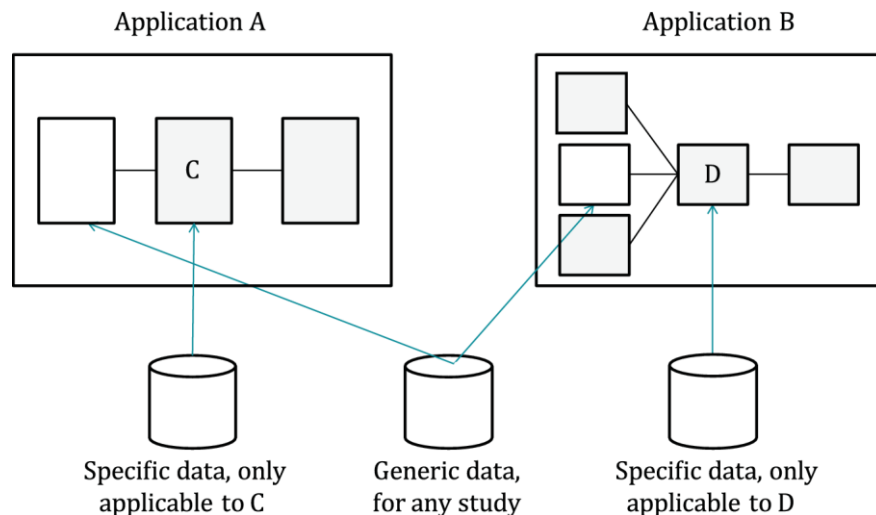 Application A
Application B
C
D
Specific data, only
applicable to C
Generic data,
for any study
Specific data, only
applicable to D